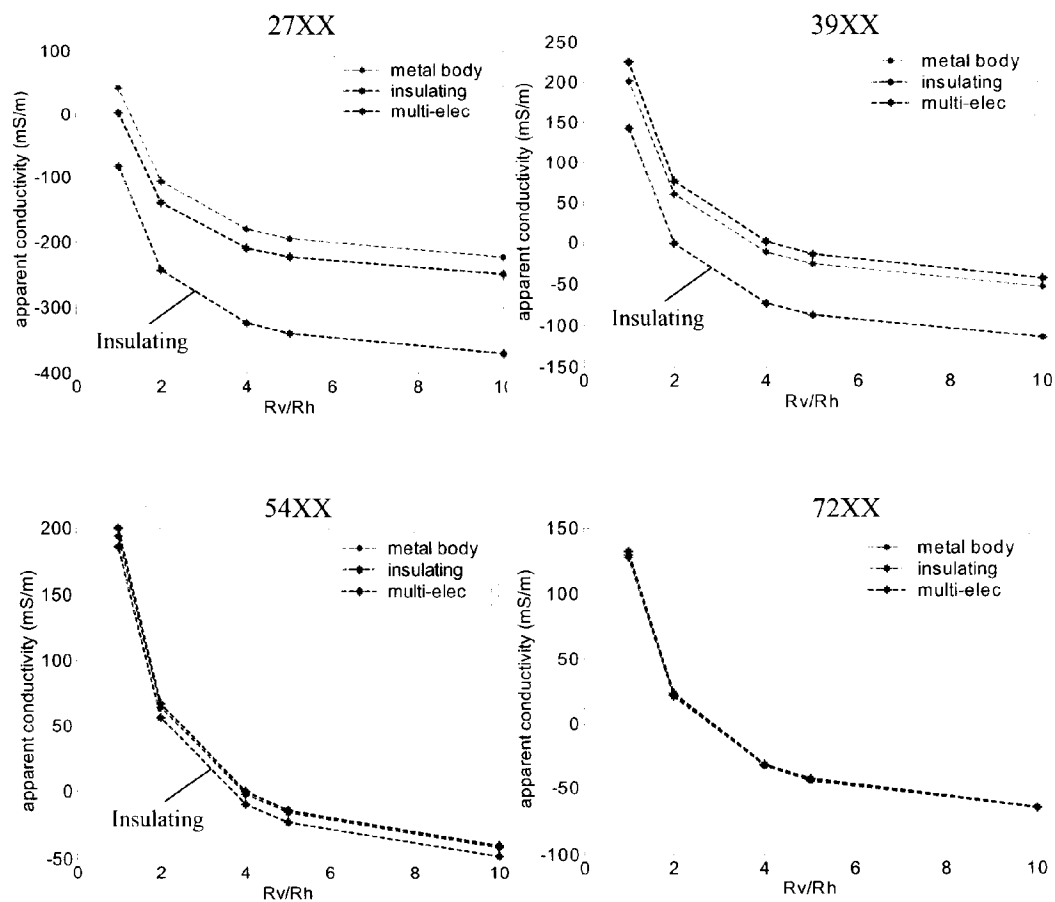 27XX
metal body
insulating
multi-elec
100
0
-100
-200
-300
-400
apparent conductivity (mS/m)
Insulating
0 2 4 6 8 10
Rv/Rh
39XX
metal body
insulating
multi-elec
250
200
150
100
50
0
-50
-100
-150
apparent conductivity (mS/m)
Insulating
0 2 4 6 8 10
Rv/Rh
54XX
metal body
insulating
multi-elec
200
150
100
50
0
-50
apparent conductivity (mS/m)
Insulating
0 2 4 6 8 10
Rv/Rh
72XX
metal body
insulating
multi-elec
150
100
50
0
-50
-100
apparent conductivity (mS/m)
0 2 4 6 8 10
Rv/Rh